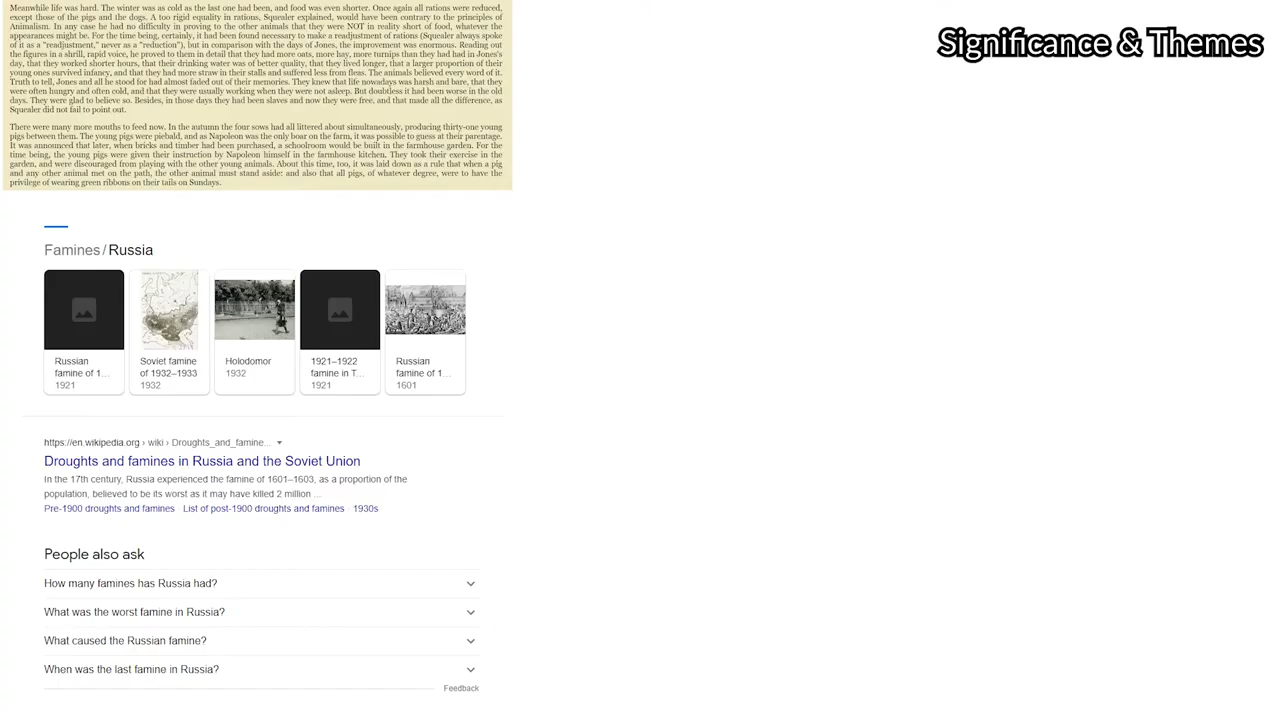 Significance & Themes
Meanwhile life was hard. The winter was as cold as the last one had been, and food was even shorter. Once again all rations were reduced,
except those of the pigs and the dogs. A too rigid equality in rations, Squealer explained, would have been contrary to the principles of
Animalism. In any case he had no difficulty in proving to the other animals that they were NOT in reality short of food, whatever the
appearances might be. For the time being, certainly, it had been found necessary to make a readjustment of rations (Squealer always spoke
of it as a "readjustment," never as a "reduction"), but in comparison with the days of Jones, the improvement was enormous. Reading out
the figures in a shrill, rapid voice, he proved to them in detail that they had more oats, more hay, more turnips than they had had in Jones's
day, that they worked shorter hours, that their drinking water was of better quality, that they lived longer, that a larger proportion of their
young ones survived infancy, and that they had more straw in their stalls and suffered less from fleas. The animals believed every word of it.
Truth to tell, Jones and all he stood for had almost faded out of their memories. They knew that life nowadays was harsh and bare, that they
were often hungry and often cold, and that they were usually working when they were not asleep. But doubtless it had been worse in the old
days. They were glad to believe so. Besides, in those days they had been slaves and now they were free, and that made all the difference, as
Squealer did not fail to point out.
There were many more mouths to feed now. In the autumn the four sows had all littered about simultaneously, producing thirty-one young
pigs between them. The young pigs were piebald, and as Napoleon was the only boar on the farm, it was possible to guess at their parentage.
It was announced that later, when bricks and timber had been purchased, a schoolroom would be built in the farmhouse garden. For the
time being, the young pigs were given their instruction by Napoleon himself in the farmhouse kitchen. They took their exercise in the
garden, and were discouraged from playing with the other young animals. About this time, too, it was laid down as a rule that when a pig
and any other animal met on the path, the other animal must stand aside: and also that all pigs, of whatever degree, were to have the
privilege of wearing green ribbons on their tails on Sundays.
Famines / Russia
Russian
famine of 1...
1921
Soviet famine
of 1932–1933
1932
Holodomor
1932
1921–1922
famine in T...
1921
Russian
famine of 1...
1601
https://en.wikipedia.org › wiki › Droughts_and_famine...
Droughts and famines in Russia and the Soviet Union
In the 17th century, Russia experienced the famine of 1601–1603, as a proportion of the
population, believed to be its worst as it may have killed 2 million ...
Pre-1900 droughts and famines · List of post-1900 droughts and famines · 1930s
People also ask
How many famines has Russia had?
What was the worst famine in Russia?
What caused the Russian famine?
When was the last famine in Russia?
Feedback